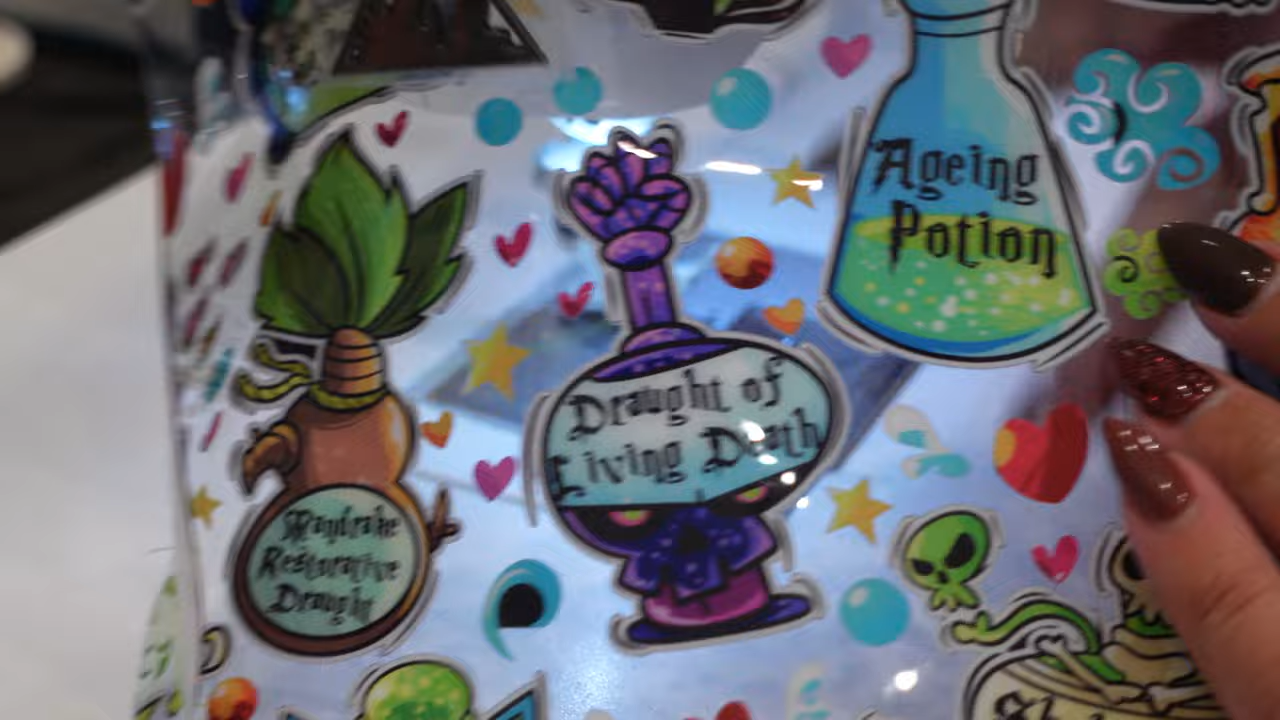 Ageing
Potion
Draught of
Living Death
Mandrake
Restorative
Draught